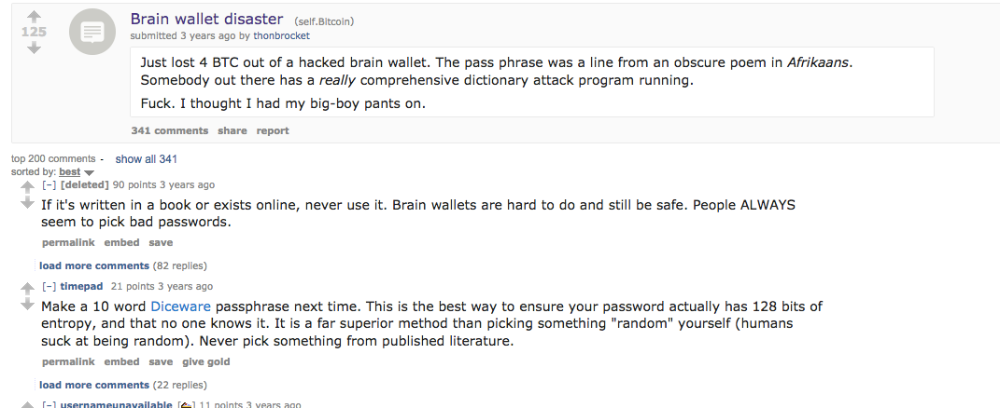 Brain wallet disaster (self.Bitcoin)
125
submitted 3 years ago by thonbrocket
Just lost 4 BTC out of a hacked brain wallet. The pass phrase was a line from an obscure poem in Afrikaans.
Somebody out there has a really comprehensive dictionary attack program running.
Fuck. I thought I had my big-boy pants on.
341 comments share report
top 200 comments - show all 341
sorted by: best
[–] [deleted] 90 points 3 years ago
If it's written in a book or exists online, never use it. Brain wallets are hard to do and still be safe. People ALWAYS
seem to pick bad passwords.
permalink embed save
load more comments (82 replies)
[–] timepad 21 points 3 years ago
Make a 10 word Diceware passphrase next time. This is the best way to ensure your password actually has 128 bits of
entropy, and that no one knows it. It is a far superior method than picking something "random" yourself (humans
suck at being random). Never pick something from published literature.
permalink embed save give gold
load more comments (22 replies)
[–] usernameunavailable [✍] 11 points 3 years ago